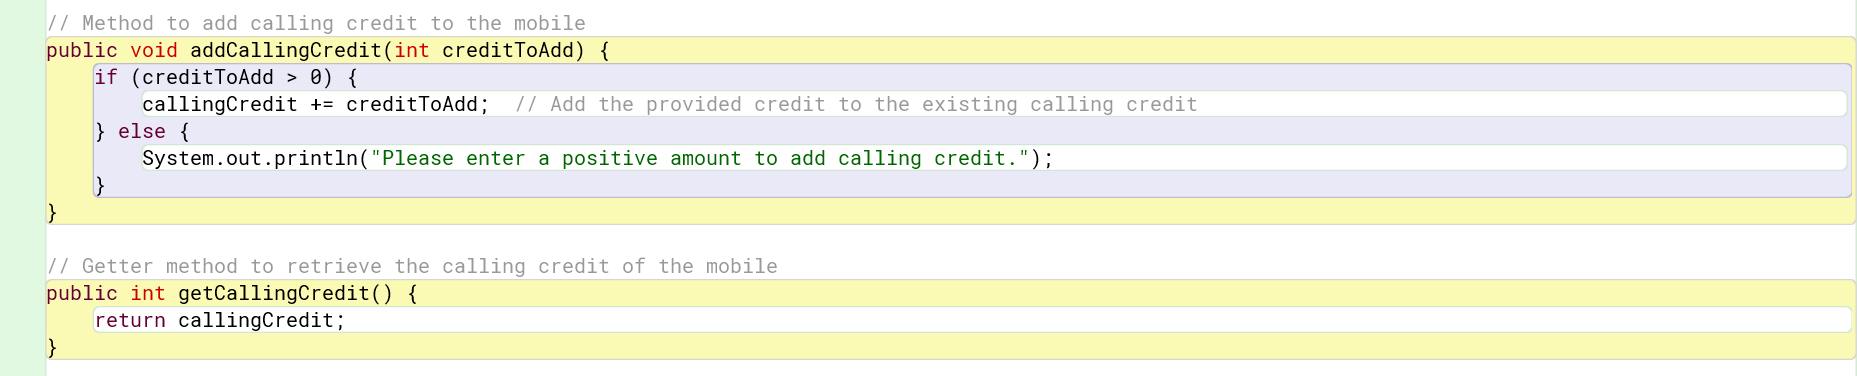 // Method to add calling credit to the mobile
public void addCallingCredit(int creditToAdd) {
    if (creditToAdd > 0) {
        callingCredit += creditToAdd;  // Add the provided credit to the existing calling credit
    } else {
        System.out.println("Please enter a positive amount to add calling credit.");
    }
}

// Getter method to retrieve the calling credit of the mobile
public int getCallingCredit() {
    return callingCredit;
}